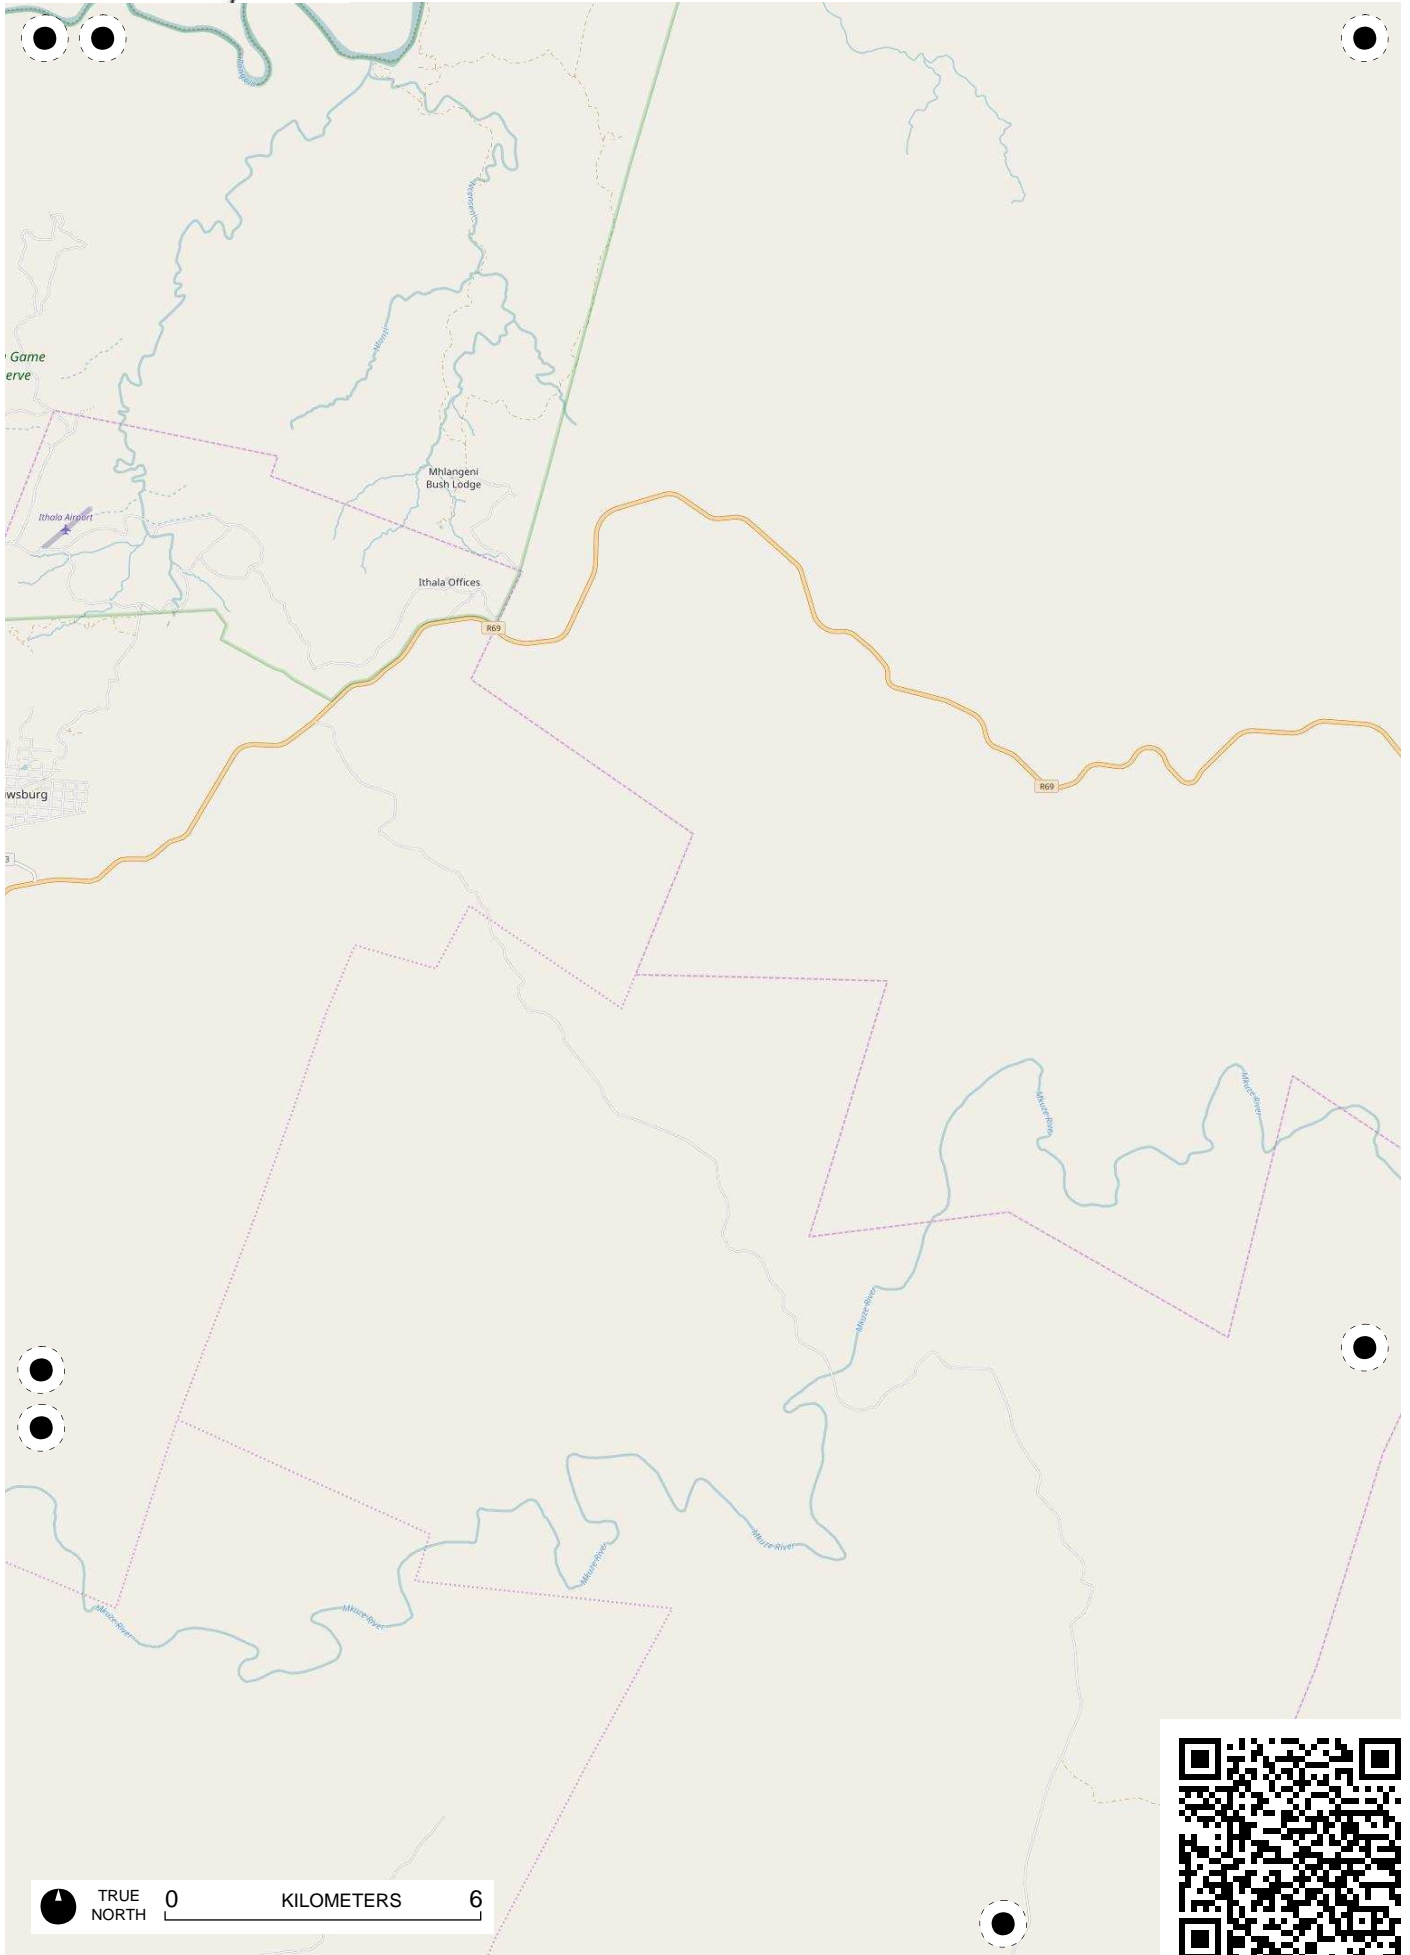 Game
erve
Ithala Airport
Mhlangeni
Bush Lodge
Ithala Offices
R69
R69
wsburg
3
Mkuze River
Mkuze River
Mkuze River
Mkuze River
Mkuze River
Mkuze River
Mkuze River
TRUE
NORTH
0
KILOMETERS
6